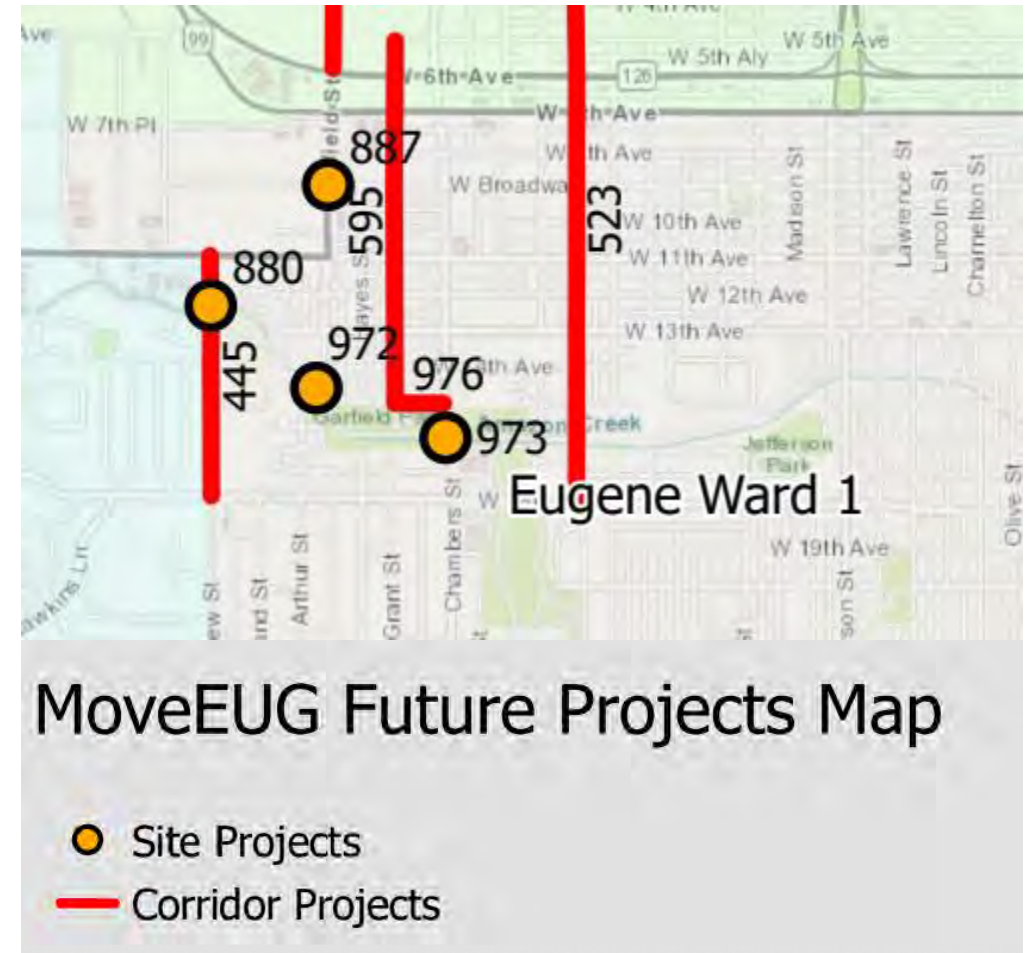 Ave
99
W 5th Ave
W 5th Aly
126
W 7th Pl
887
W Broadwa
595
523
W 10th Ave
W 11th Ave
W 12th Ave
W 13th Ave
Madison St
Lawrence St
Lincoln St
Charnelton St
880
445
972
976
973
Creek
Jefferson
Park
Eugene Ward 1
W 19th Ave
Olive St
Arthur St
Grant St
Chambers St
MoveEUG Future Projects Map
Site Projects
Corridor Projects